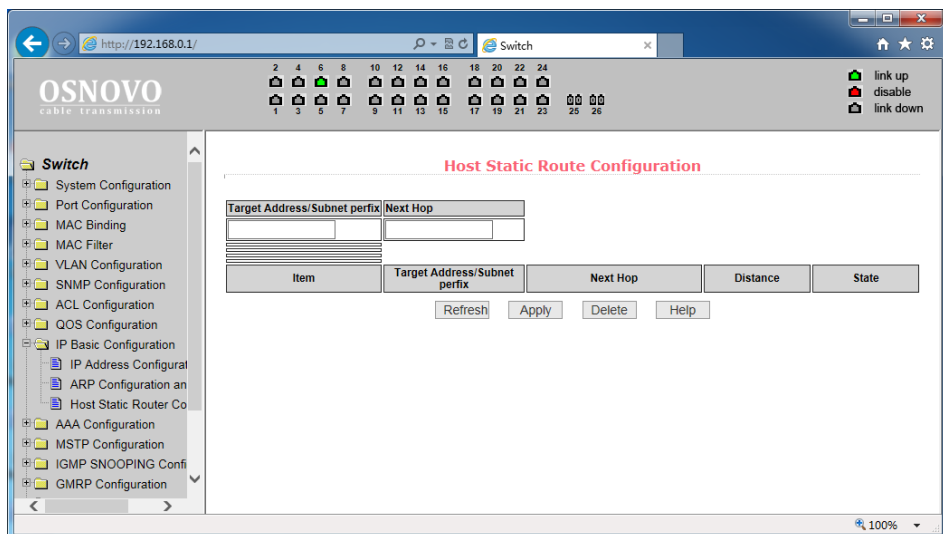 http://192.168.0.1/
Switch
2 4 6 8 10 12 14 16 18 20 22 24
1 3 5 7 9 11 13 15 17 19 21 23 25 26
OSNOVO
cable transmission
link up
disable
link down
Switch
System Configuration
Port Configuration
MAC Binding
MAC Filter
VLAN Configuration
SNMP Configuration
ACL Configuration
QOS Configuration
IP Basic Configuration
IP Address Configurat
ARP Configuration an
Host Static Router Co
AAA Configuration
MSTP Configuration
IGMP SNOOPING Confi
GMRP Configuration
Host Static Route Configuration
Target Address/Subnet perfix Next Hop
Item Target Address/Subnet perfix Next Hop Distance State
Refresh Apply Delete Help
100%